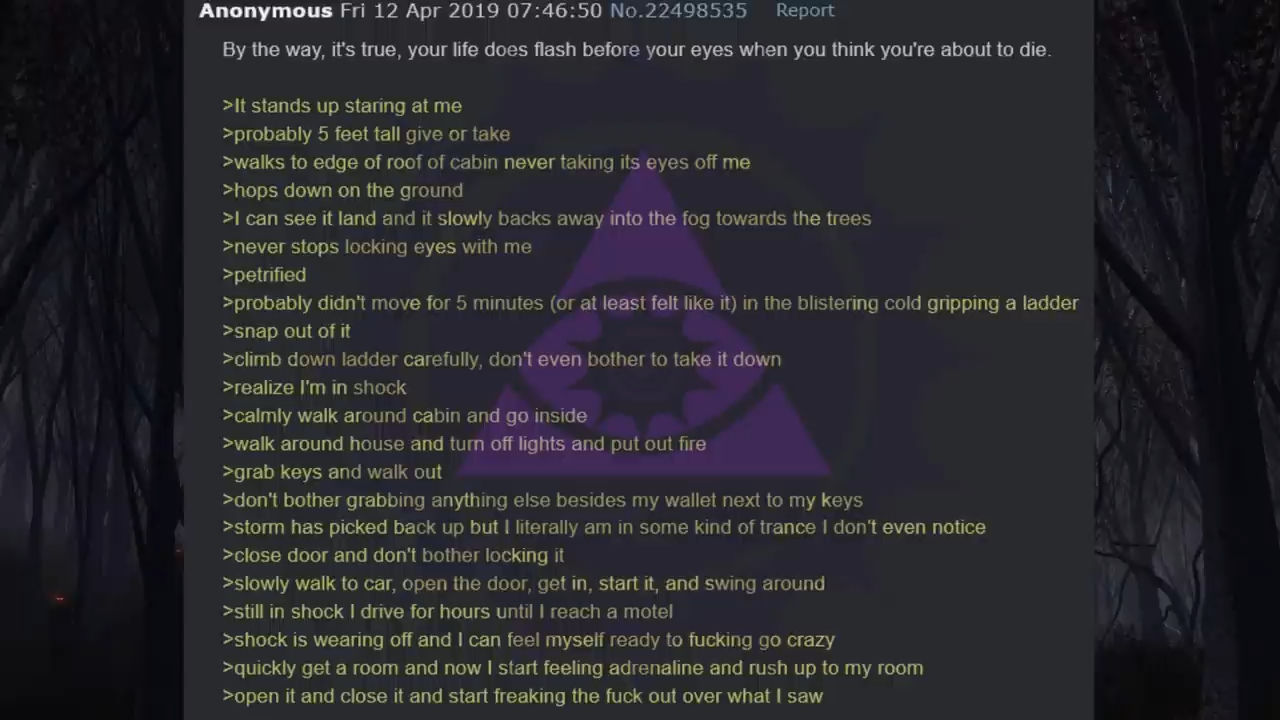 Anonymous Fri 12 Apr 2019 07:46:50 No.22498535 Report
By the way, it's true, your life does flash before your eyes when you think you're about to die.
>It stands up staring at me
>probably 5 feet tall give or take
>walks to edge of roof of cabin never taking its eyes off me
>hops down on the ground
>I can see it land and it slowly backs away into the fog towards the trees
>never stops locking eyes with me
>petrified
>probably didn't move for 5 minutes (or at least felt like it) in the blistering cold gripping a ladder
>snap out of it
>climb down ladder carefully, don't even bother to take it down
>realize I'm in shock
>calmly walk around cabin and go inside
>walk around house and turn off lights and put out fire
>grab keys and walk out
>don't bother grabbing anything else besides my wallet next to my keys
>storm has picked back up but I literally am in some kind of trance I don't even notice
>close door and don't bother locking it
>slowly walk to car, open the door, get in, start it, and swing around
>still in shock I drive for hours until I reach a motel
>shock is wearing off and I can feel myself ready to fucking go crazy
>quickly get a room and now I start feeling adrenaline and rush up to my room
>open it and close it and start freaking the fuck out over what I saw